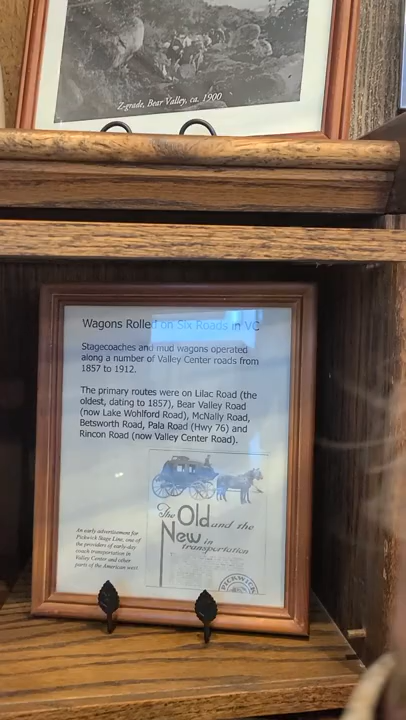 Z-grade, Bear Valley, ca. 1900
Wagons Rolled on Six Roads in VC
Stagecoaches and mud wagons operated
along a number of Valley Center roads from
1857 to 1912.
The primary routes were on Lilac Road (the
oldest, dating to 1857), Bear Valley Road
(now Lake Wohlford Road), McNally Road,
Betsworth Road, Pala Road (Hwy 76) and
Rincon Road (now Valley Center Road).
An early advertisement for
Pickwick Stage Line, one of
the providers of early-day
coach transportation in
Valley Center and other
parts of the American west.
The Old and the
New in
transportation
PICKWICK